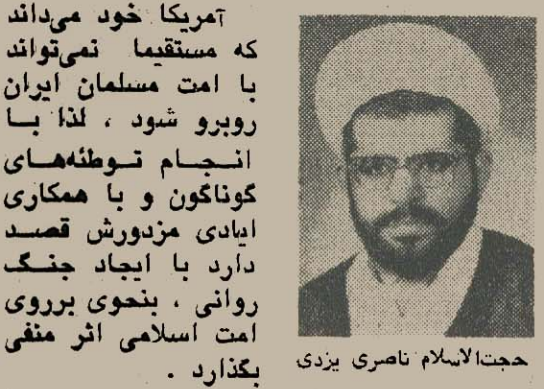 آمریکا خود می‌داند
که مستقیما نمی‌تواند
با امت مسلمان ایران
روبرو شود ، لذا با
انجام توطئه‌های
گوناگون و با همکاری
ایادی مزدورش قصد
دارد با ایجاد جنگ
روانی ، بنحوی برروی
امت اسلامی اثر منفی
بگذارد .
حجت‌الاسلام ناصری یزدی